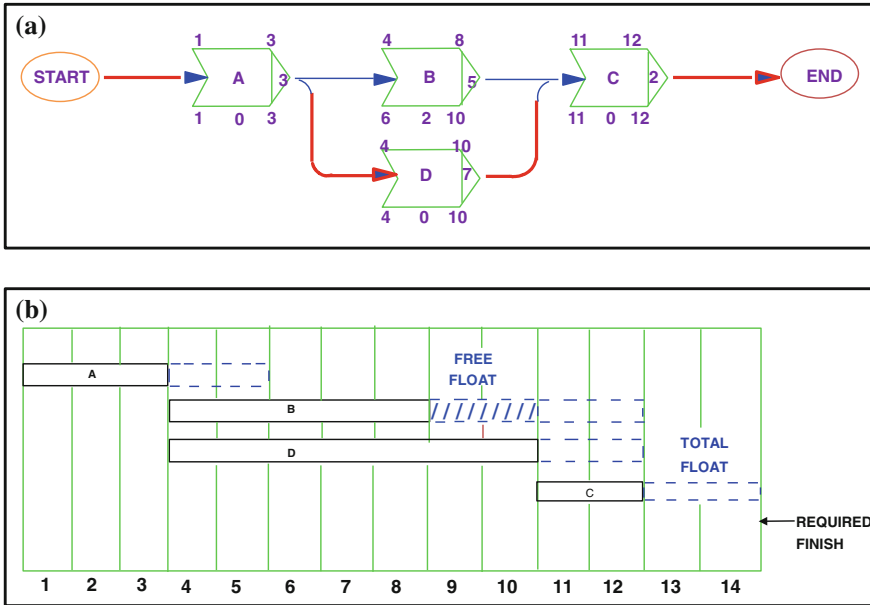 (a)
1 3 4 8 11 12
START A 3 B 5 C 2 END
1 0 3 6 2 10 11 0 12
4 10
D 7
4 0 10
(b)
A
FREE
FLOAT
B
TOTAL
FLOAT
D
C
REQUIRED
FINISH
1 2 3 4 5 6 7 8 9 10 11 12 13 14